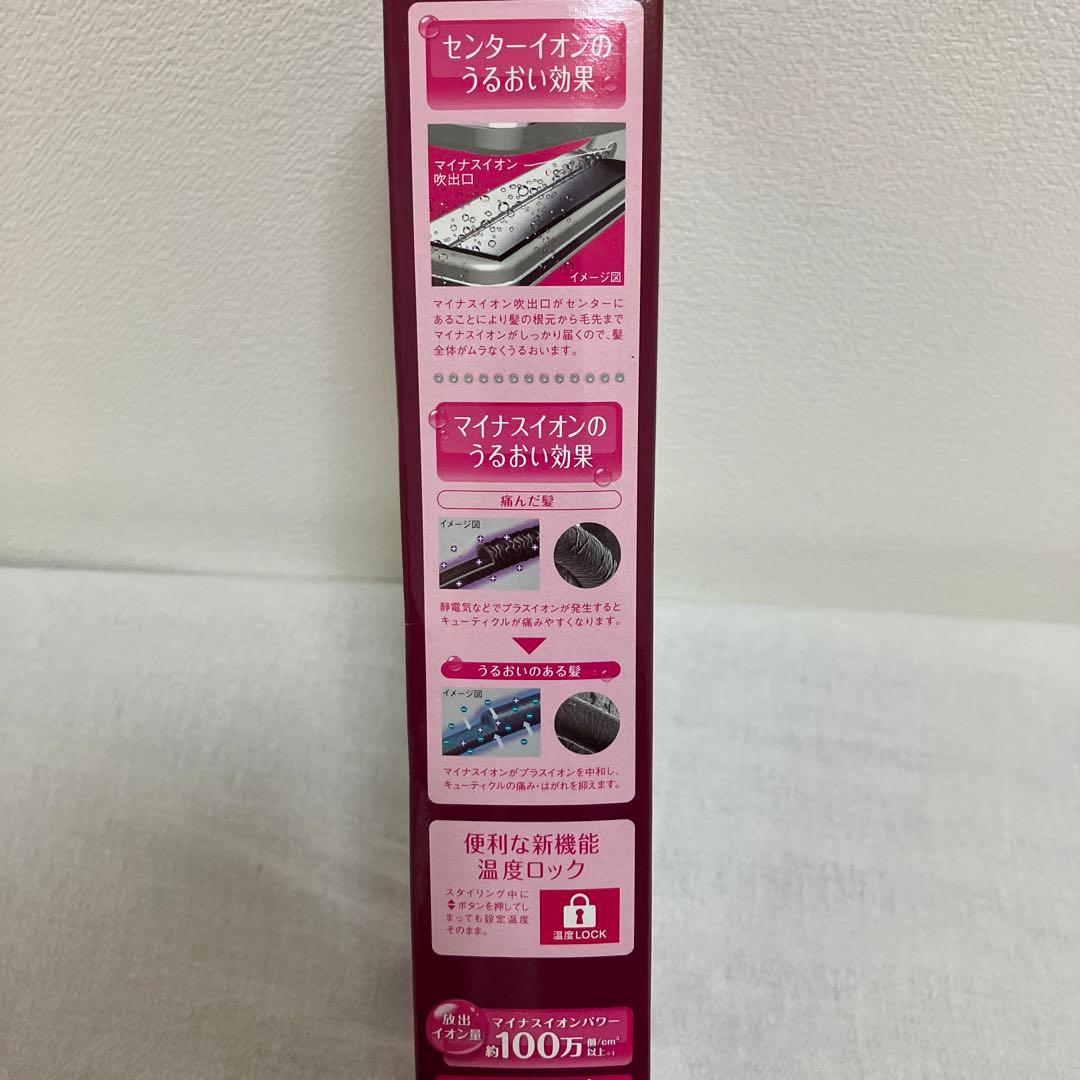 センターイオンの
うるおい効果
マイナスイオン
吹出口
イメージ図
マイナスイオン吹出口がセンターに
あることにより髪の根元から毛先まで
マイナスイオンがしっかり届くので、髪
全体がムラなくうるおいます。
マイナスイオンの
うるおい効果
痛んだ髪
イメージ図
静電気などでプラスイオンが発生すると
キューティクルが痛みやすくなります。
うるおいのある髪
イメージ図
マイナスイオンがプラスイオンを中和し、
キューティクルの痛み・はがれを抑えます。
便利な新機能
温度ロック
スタイリング中に
ボタンを押してし
まっても設定温度
そのまま。
温度LOCK
放出
イオン量
マイナスイオンパワー
約100万個/cm³以上※1